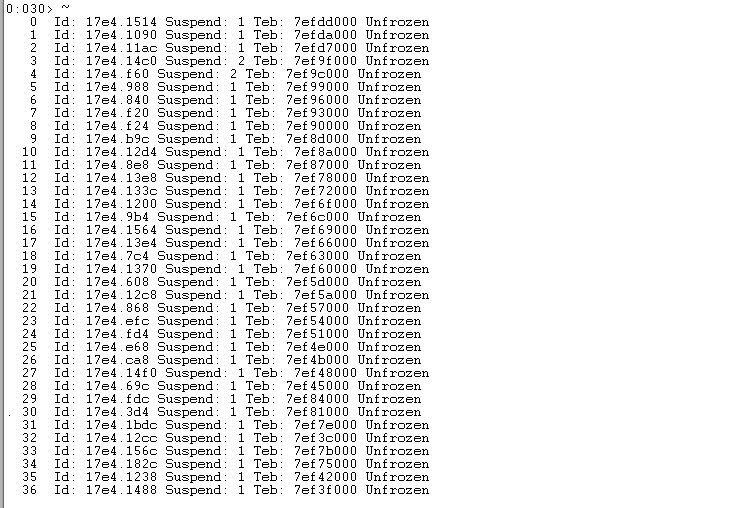 0:030> ~
   0  Id: 17e4.1514 Suspend: 1 Teb: 7efdd000 Unfrozen
   1  Id: 17e4.1090 Suspend: 1 Teb: 7efda000 Unfrozen
   2  Id: 17e4.11ac Suspend: 1 Teb: 7efd7000 Unfrozen
   3  Id: 17e4.14c0 Suspend: 2 Teb: 7ef9f000 Unfrozen
   4  Id: 17e4.f60 Suspend: 2 Teb: 7ef9c000 Unfrozen
   5  Id: 17e4.988 Suspend: 1 Teb: 7ef99000 Unfrozen
   6  Id: 17e4.840 Suspend: 1 Teb: 7ef96000 Unfrozen
   7  Id: 17e4.f20 Suspend: 1 Teb: 7ef93000 Unfrozen
   8  Id: 17e4.f24 Suspend: 1 Teb: 7ef90000 Unfrozen
   9  Id: 17e4.b9c Suspend: 1 Teb: 7ef8d000 Unfrozen
  10  Id: 17e4.12d4 Suspend: 1 Teb: 7ef8a000 Unfrozen
  11  Id: 17e4.8e8 Suspend: 1 Teb: 7ef87000 Unfrozen
  12  Id: 17e4.13e8 Suspend: 1 Teb: 7ef78000 Unfrozen
  13  Id: 17e4.133c Suspend: 1 Teb: 7ef72000 Unfrozen
  14  Id: 17e4.1200 Suspend: 1 Teb: 7ef6f000 Unfrozen
  15  Id: 17e4.9b4 Suspend: 1 Teb: 7ef6c000 Unfrozen
  16  Id: 17e4.1564 Suspend: 1 Teb: 7ef69000 Unfrozen
  17  Id: 17e4.13e4 Suspend: 1 Teb: 7ef66000 Unfrozen
  18  Id: 17e4.7c4 Suspend: 1 Teb: 7ef63000 Unfrozen
  19  Id: 17e4.1370 Suspend: 1 Teb: 7ef60000 Unfrozen
  20  Id: 17e4.608 Suspend: 1 Teb: 7ef5d000 Unfrozen
  21  Id: 17e4.12c8 Suspend: 1 Teb: 7ef5a000 Unfrozen
  22  Id: 17e4.868 Suspend: 1 Teb: 7ef57000 Unfrozen
  23  Id: 17e4.efc Suspend: 1 Teb: 7ef54000 Unfrozen
  24  Id: 17e4.fd4 Suspend: 1 Teb: 7ef51000 Unfrozen
  25  Id: 17e4.e68 Suspend: 1 Teb: 7ef4e000 Unfrozen
  26  Id: 17e4.ca8 Suspend: 1 Teb: 7ef4b000 Unfrozen
  27  Id: 17e4.14f0 Suspend: 1 Teb: 7ef48000 Unfrozen
  28  Id: 17e4.69c Suspend: 1 Teb: 7ef45000 Unfrozen
  29  Id: 17e4.fdc Suspend: 1 Teb: 7ef84000 Unfrozen
. 30  Id: 17e4.3d4 Suspend: 1 Teb: 7ef81000 Unfrozen
  31  Id: 17e4.1bdc Suspend: 1 Teb: 7ef7e000 Unfrozen
  32  Id: 17e4.12cc Suspend: 1 Teb: 7ef3c000 Unfrozen
  33  Id: 17e4.156c Suspend: 1 Teb: 7ef7b000 Unfrozen
  34  Id: 17e4.182c Suspend: 1 Teb: 7ef75000 Unfrozen
  35  Id: 17e4.1238 Suspend: 1 Teb: 7ef42000 Unfrozen
  36  Id: 17e4.1488 Suspend: 1 Teb: 7ef3f000 Unfrozen